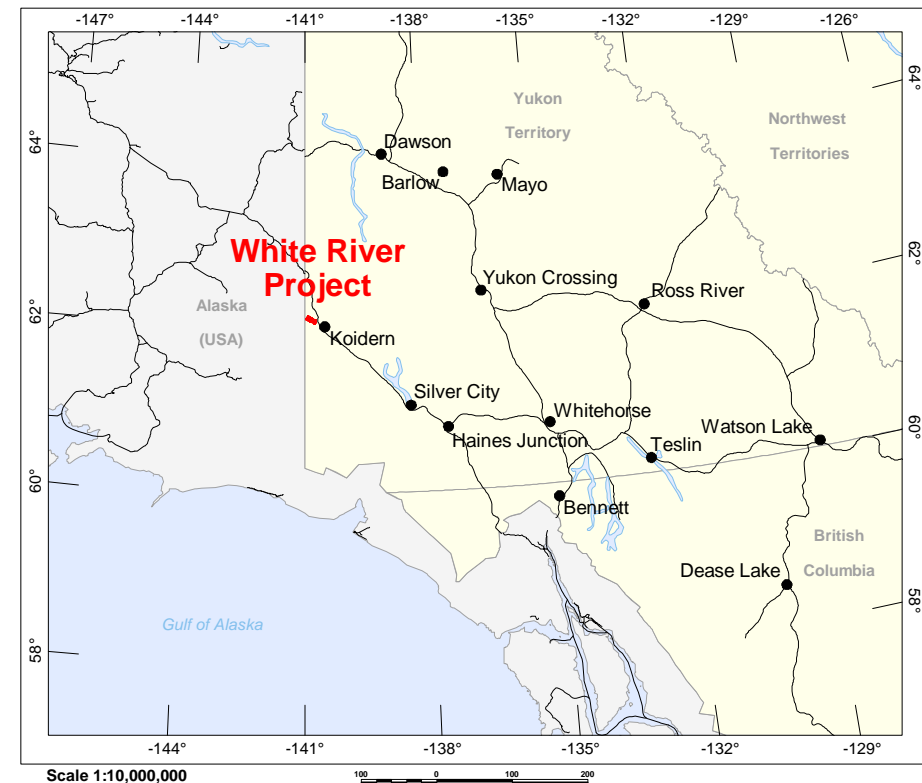 -147° -144° -141° -138° -135° -132° -129° -126°
64°
62°
60°
58°
64°
62°
60°
58°
Yukon
Territory
Northwest
Territories
Dawson
Barlow
Mayo
White River
Project
Yukon Crossing
Ross River
Alaska
(USA)
Koidern
Silver City
Haines Junction
Whitehorse
Teslin
Watson Lake
Bennett
British
Columbia
Dease Lake
Gulf of Alaska
-144° -141° -138° -135° -132° -129°
Scale 1:10,000,000
100 0 100 200